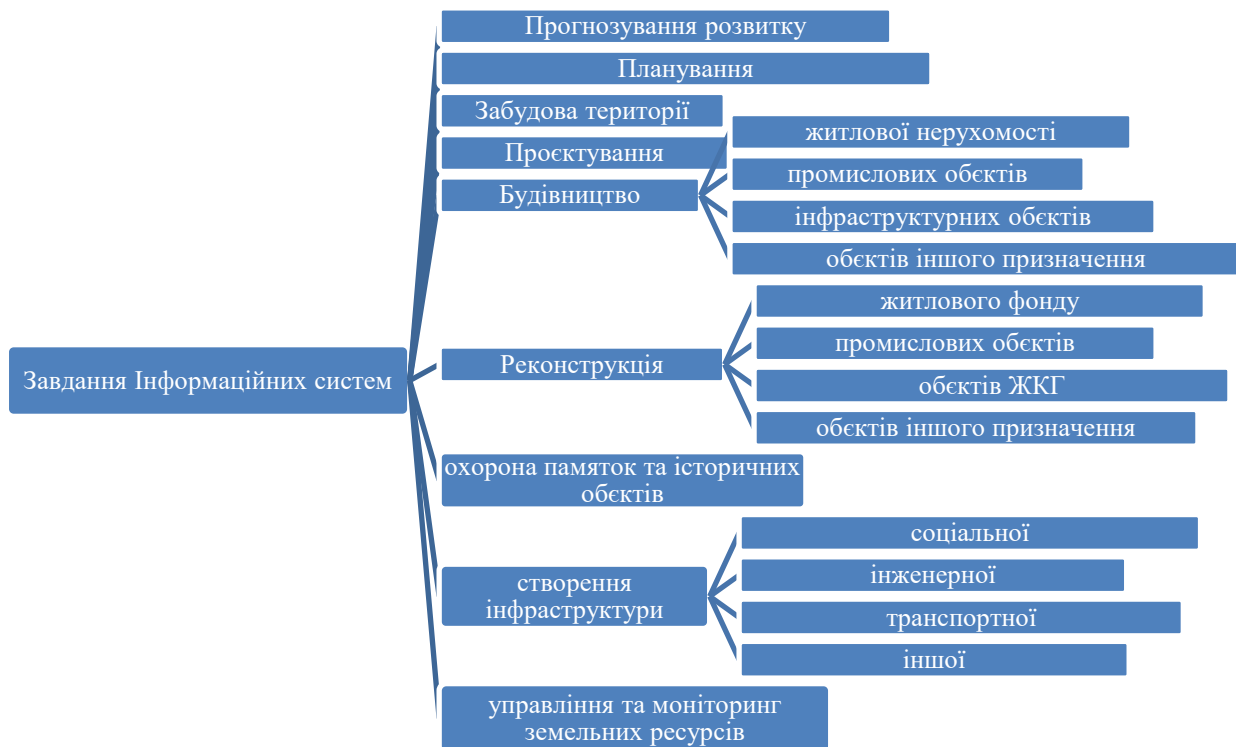 Прогнозування розвитку
Планування
Забудова території
Проєктування
Будівництво
житлової нерухомості
промислових обєктів
інфраструктурних обєктів
обєктів іншого призначення
Завдання Інформаційних систем
Реконструкція
житлового фонду
промислових обєктів
обєктів ЖКГ
обєктів іншого призначення
охорона памяток та історичних
обєктів
створення
інфраструктури
соціальної
інженерної
транспортної
іншої
управління та моніторинг
земельних ресурсів